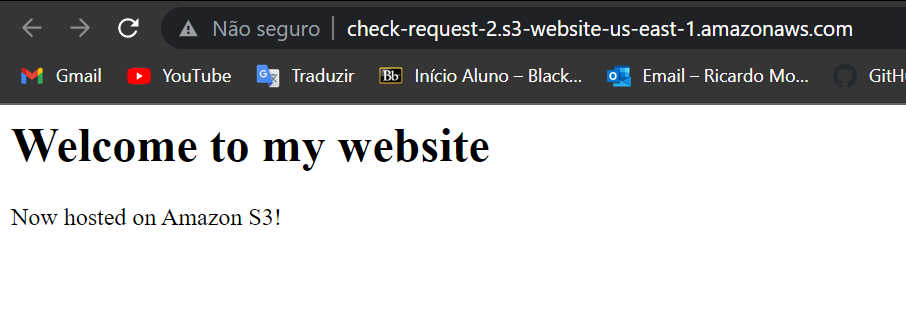 Não seguro | check-request-2.s3-website-us-east-1.amazonaws.com
Gmail YouTube Traduzir Bb Início Aluno – Black... Email – Ricardo Mo...
Welcome to my website
Now hosted on Amazon S3!